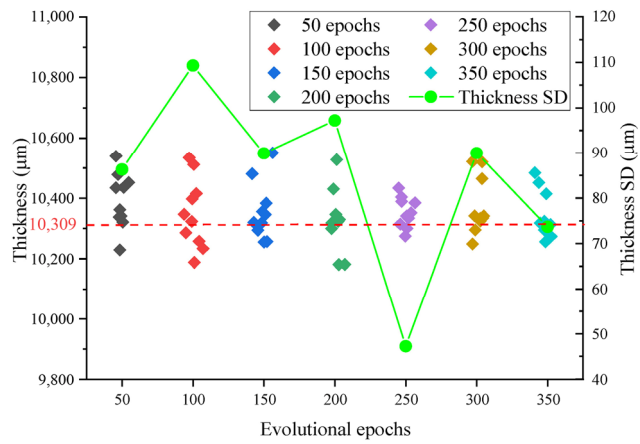 11,000
10,800
10,600
10,400
10,309
10,200
10,000
9,800
Thickness (μm)
50 epochs
100 epochs
150 epochs
200 epochs
250 epochs
300 epochs
350 epochs
Thickness SD
120
110
100
90
80
70
60
50
40
Thickness SD (μm)
50 100 150 200 250 300 350
Evolutional epochs